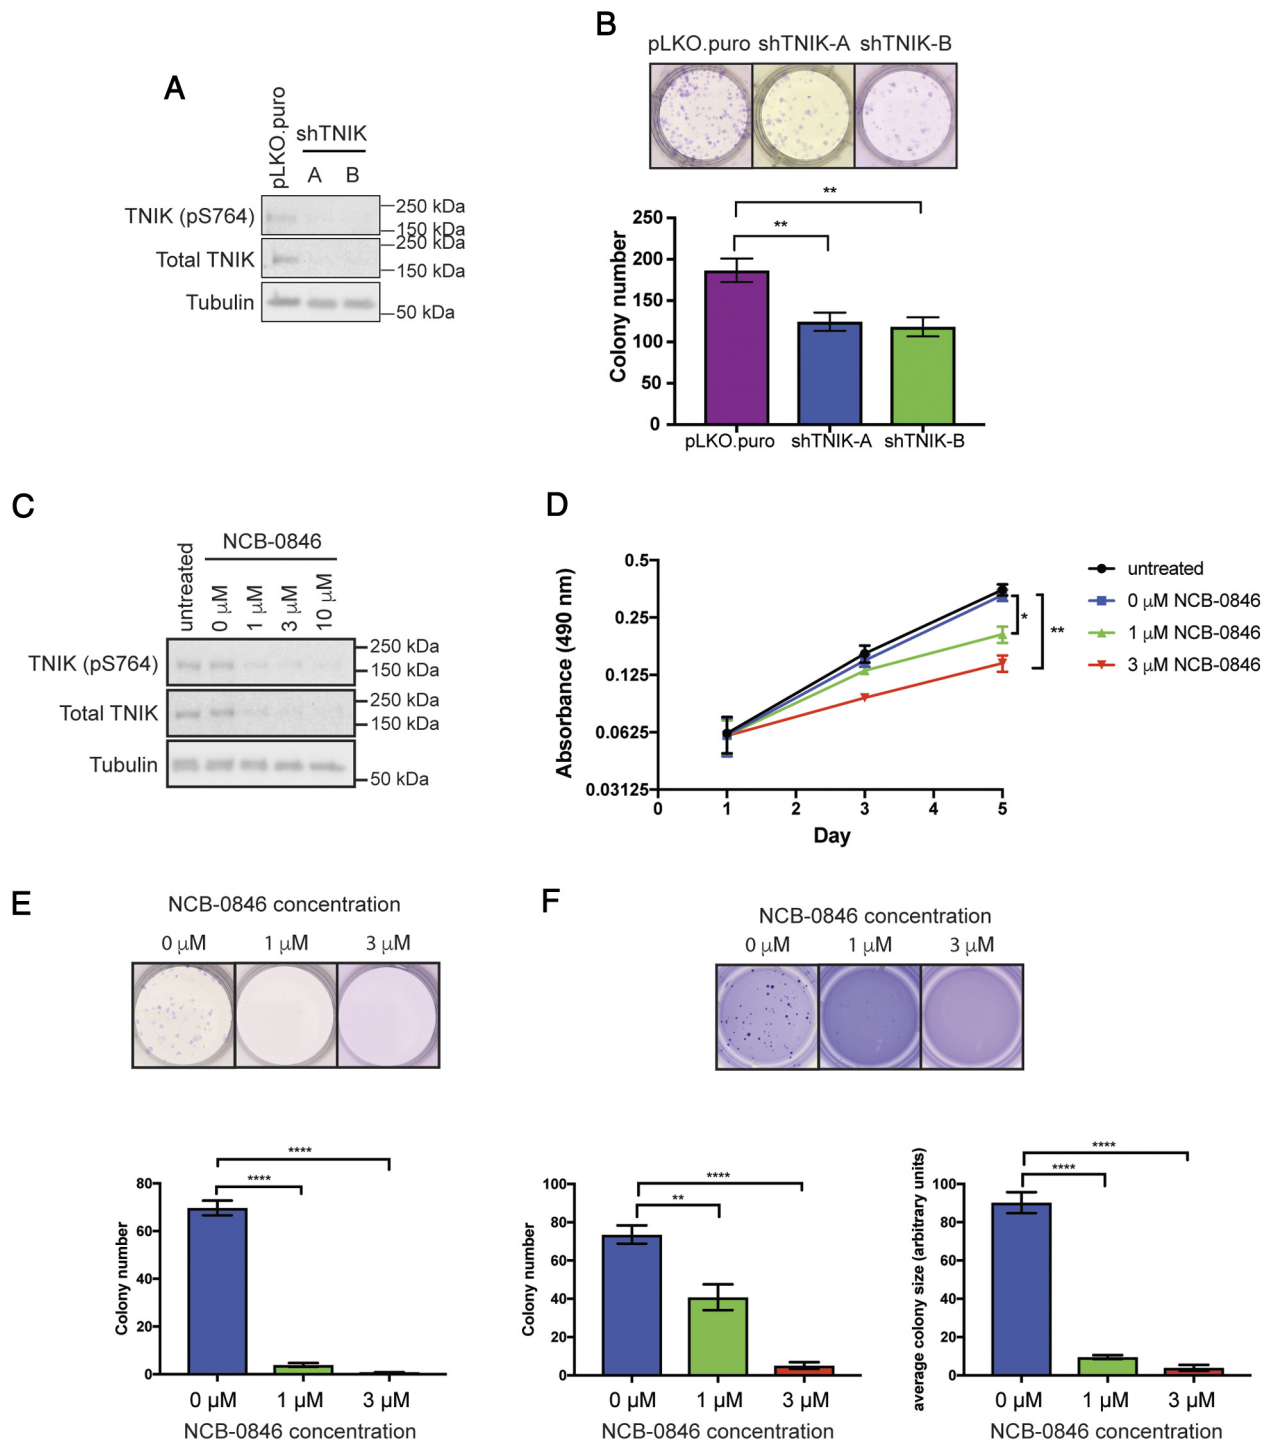 A
pLKO.puro
shTNIK
A B
TNIK (pS764)
250 kDa
150 kDa
Total TNIK
250 kDa
150 kDa
Tubulin
50 kDa
B
pLKO.puro shTNIK-A shTNIK-B
**
**
Colony number
250
200
150
100
50
0
pLKO.puro shTNIK-A shTNIK-B
C
untreated
NCB-0846
0 μM
1 μM
3 μM
10 μM
TNIK (pS764)
250 kDa
150 kDa
Total TNIK
250 kDa
150 kDa
Tubulin
50 kDa
D
Absorbance (490 nm)
0.5
0.25
0.125
0.0625
0.03125
0 1 2 3 4 5
Day
*
**
untreated
0 μM NCB-0846
1 μM NCB-0846
3 μM NCB-0846
E
NCB-0846 concentration
0 μM 1 μM 3 μM
****
****
Colony number
80
60
40
20
0
0 μM 1 μM 3 μM
NCB-0846 concentration
F
NCB-0846 concentration
0 μM 1 μM 3 μM
****
**
Colony number
100
80
60
40
20
0
0 μM 1 μM 3 μM
NCB-0846 concentration
****
****
average colony size (arbitrary units)
100
80
60
40
20
0
0 μM 1 μM 3 μM
NCB-0846 concentration